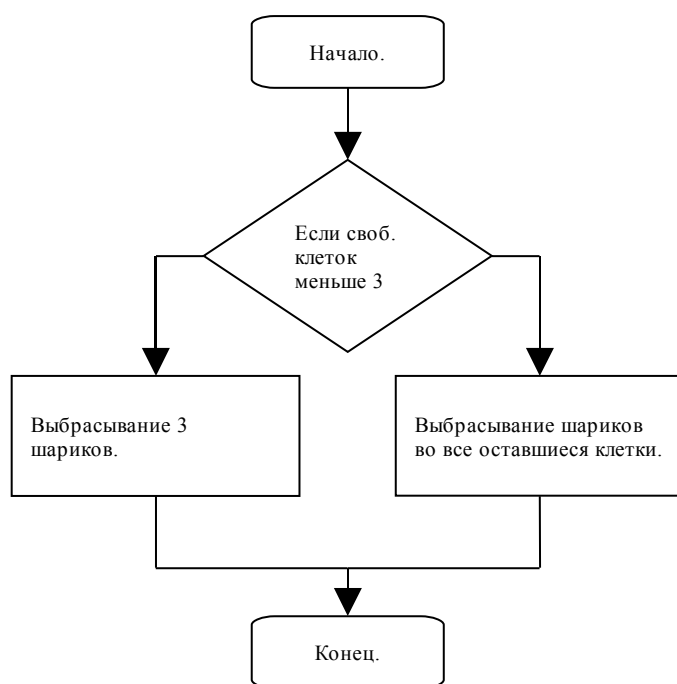 Начало.
Если своб.
клеток
меньше 3
Выбрасывание 3
шариков.
Выбрасывание шариков
во все оставшиеся клетки.
Конец.